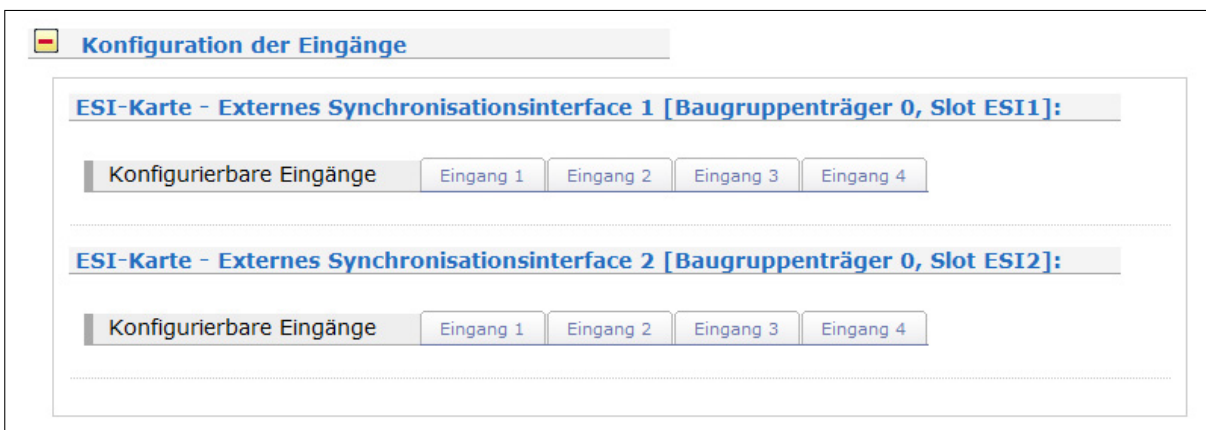 Konfiguration der Eingänge
ESI-Karte - Externes Synchronisationsinterface 1 [Baugruppenträger 0, Slot ESI1]:
Konfigurierbare Eingänge Eingang 1 Eingang 2 Eingang 3 Eingang 4
ESI-Karte - Externes Synchronisationsinterface 2 [Baugruppenträger 0, Slot ESI2]:
Konfigurierbare Eingänge Eingang 1 Eingang 2 Eingang 3 Eingang 4